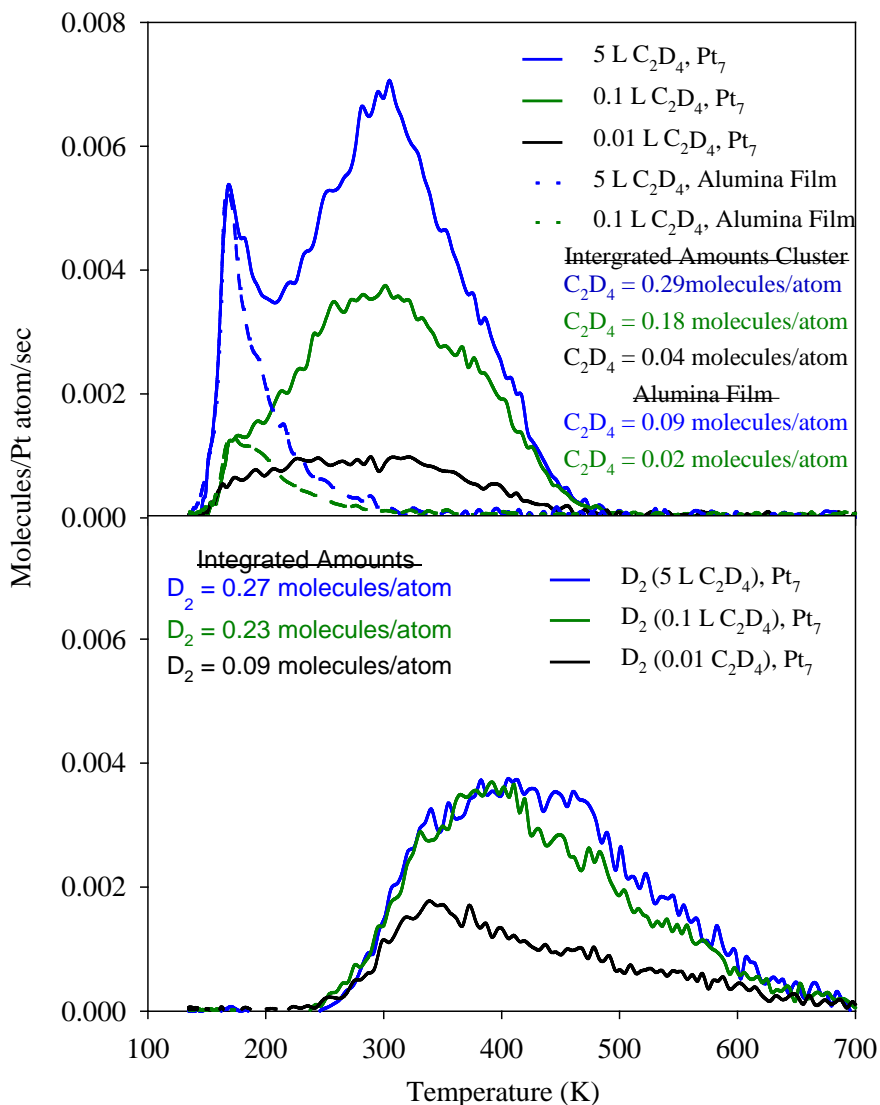 0.008
0.006
0.004
0.002
0.000
5 L C₂D₄, Pt₇
0.1 L C₂D₄, Pt₇
0.01 L C₂D₄, Pt₇
5 L C₂D₄, Alumina Film
0.1 L C₂D₄, Alumina Film
Intergrated Amounts Cluster
C₂D₄ = 0.29molecules/atom
C₂D₄ = 0.18 molecules/atom
C₂D₄ = 0.04 molecules/atom
Alumina Film
C₂D₄ = 0.09 molecules/atom
C₂D₄ = 0.02 molecules/atom
Molecules/Pt atom/sec
Integrated Amounts
D₂ = 0.27 molecules/atom
D₂ = 0.23 molecules/atom
D₂ = 0.09 molecules/atom
D₂ (5 L C₂D₄), Pt₇
D₂ (0.1 L C₂D₄), Pt₇
D₂ (0.01 C₂D₄), Pt₇
0.006
0.004
0.002
0.000
100 200 300 400 500 600 700
Temperature (K)